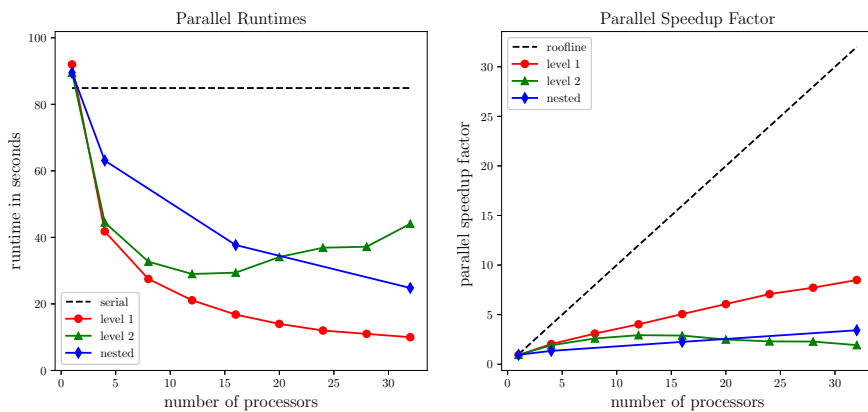 Parallel Runtimes
runtime in seconds
100
80
60
40
20
0
serial
level 1
level 2
nested
0 5 10 15 20 25 30
number of processors
Parallel Speedup Factor
parallel speedup factor
30
25
20
15
10
5
0
roofline
level 1
level 2
nested
0 5 10 15 20 25 30
number of processors